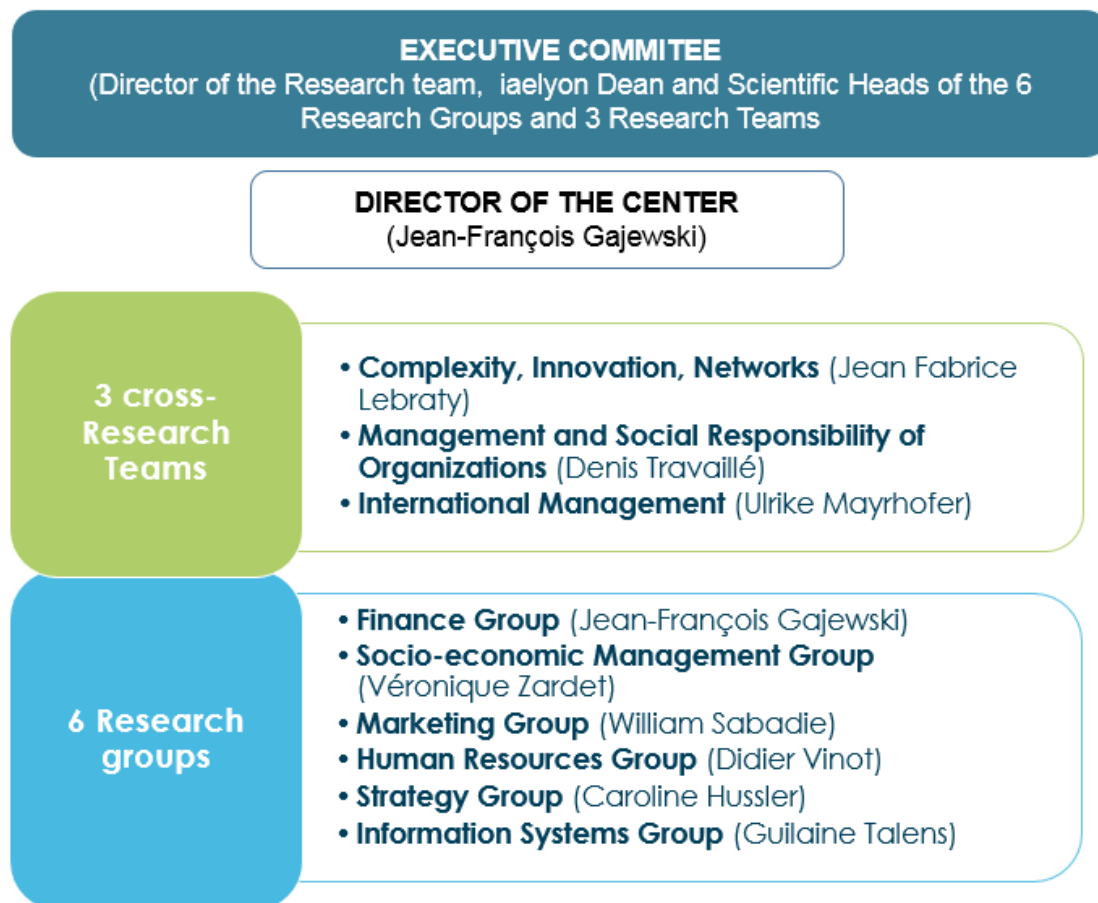 EXECUTIVE COMMITEE
(Director of the Research team, iaelyon Dean and Scientific Heads of the 6
Research Groups and 3 Research Teams
DIRECTOR OF THE CENTER
(Jean-François Gajewski)
3 cross-
Research
Teams
• Complexity, Innovation, Networks (Jean Fabrice
Lebraty)
• Management and Social Responsibility of
Organizations (Denis Travaillé)
• International Management (Ulrike Mayrhofer)
6 Research
groups
• Finance Group (Jean-François Gajewski)
• Socio-economic Management Group
(Véronique Zardet)
• Marketing Group (William Sabadie)
• Human Resources Group (Didier Vinot)
• Strategy Group (Caroline Hussler)
• Information Systems Group (Guilaine Talens)